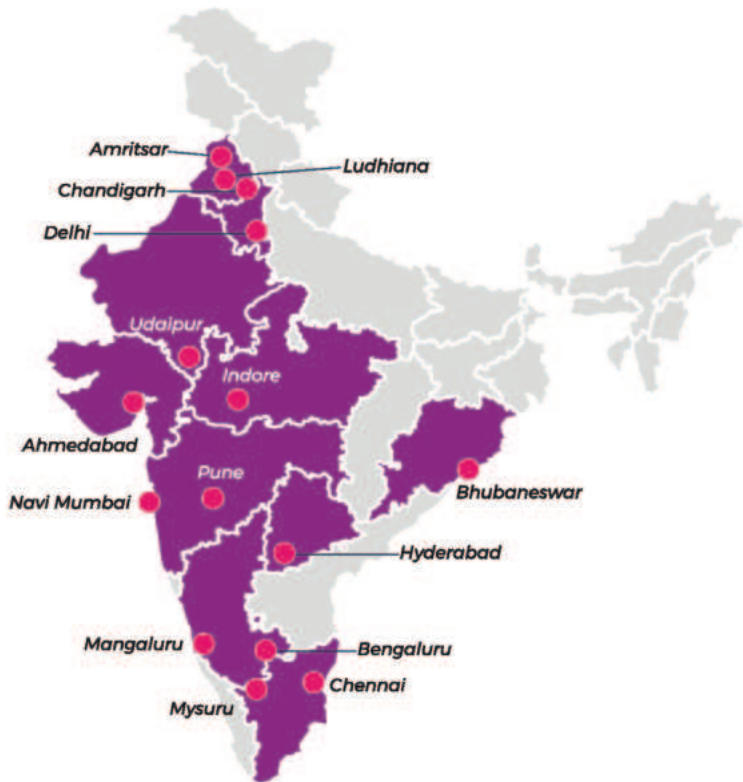 Amritsar
Ludhiana
Chandigarh
Delhi
Udaipur
Indore
Ahmedabad
Pune
Navi Mumbai
Bhubaneswar
Hyderabad
Mangaluru
Bengaluru
Chennai
Mysuru